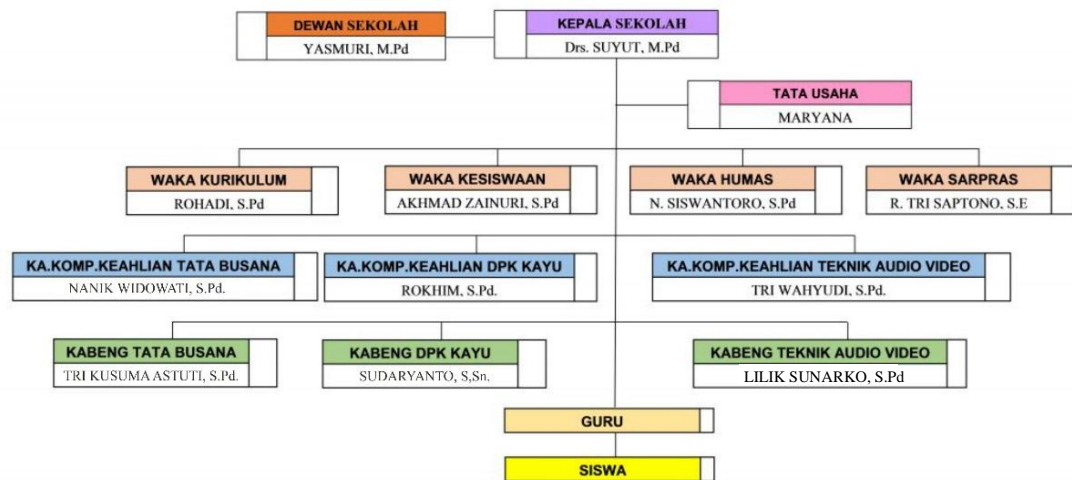 DEWAN SEKOLAH
YASMURI, M.Pd
KEPALA SEKOLAH
Drs. SUYUT, M.Pd
TATA USAHA
MARYANA
WAKA KURIKULUM
ROHADI, S.Pd
WAKA KESISWAAN
AKHMAD ZAINURI, S.Pd
WAKA HUMAS
N. SISWANTORO, S.Pd
WAKA SARPRAS
R. TRI SAPTONO, S.E
KA.KOMP.KEAHLIAN TATA BUSANA
NANIK WIDOWATI, S.Pd.
KA.KOMP.KEAHLIAN DPK KAYU
ROKHIM, S.Pd.
KA.KOMP.KEAHLIAN TEKNIK AUDIO VIDEO
TRI WAHYUDI, S.Pd.
KABENG TATA BUSANA
TRI KUSUMA ASTUTI, S.Pd.
KABENG DPK KAYU
SUDARYANTO, S,Sn.
KABENG TEKNIK AUDIO VIDEO
LILIK SUNARKO, S.Pd
GURU
SISWA